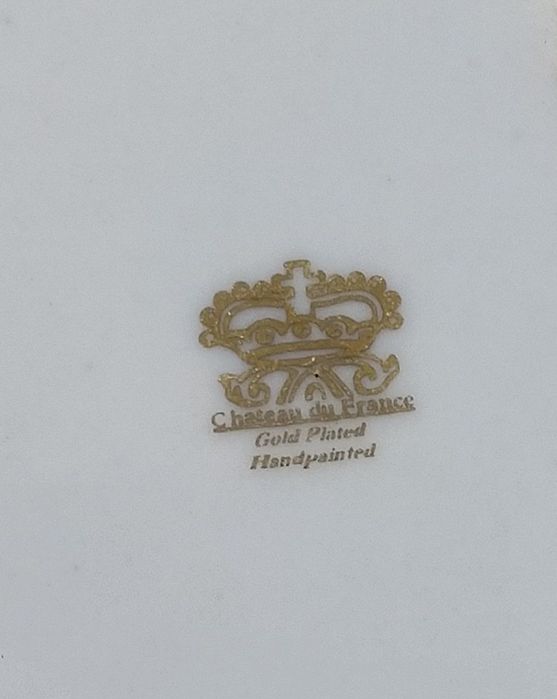 Chateau du France
Gold Plated
Handpainted